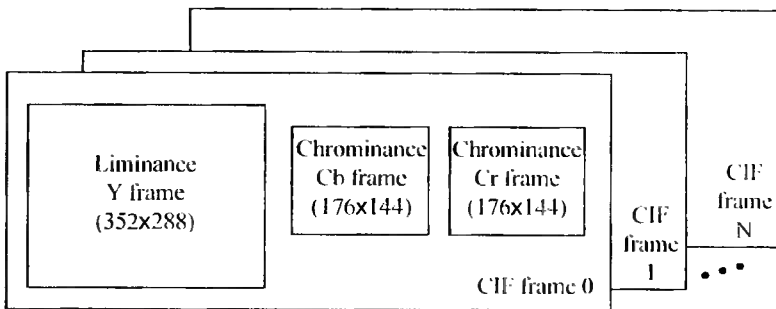 Liminance
Y frame
(352x288)
Chrominance
Cb frame
(176x144)
Chrominance
Cr frame
(176x144)
CIF frame 0
CIF
frame
1
CIF
frame
N